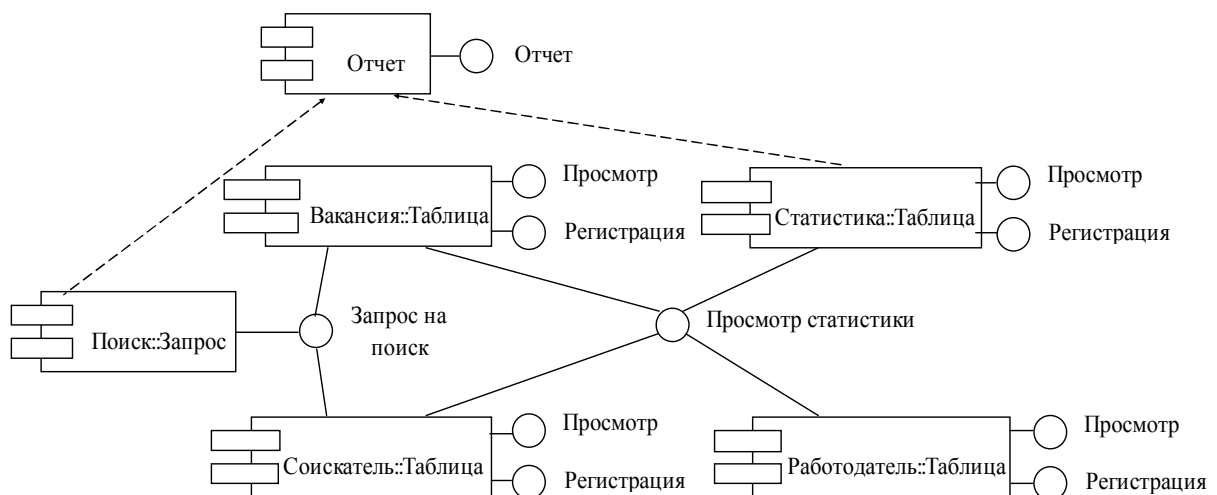 Отчет
Отчет
Просмотр
Вакансия::Таблица
Регистрация
Просмотр
Статистика::Таблица
Регистрация
Запрос на
поиск
Просмотр статистики
Поиск::Запрос
Просмотр
Соискатель::Таблица
Регистрация
Просмотр
Работодатель::Таблица
Регистрация